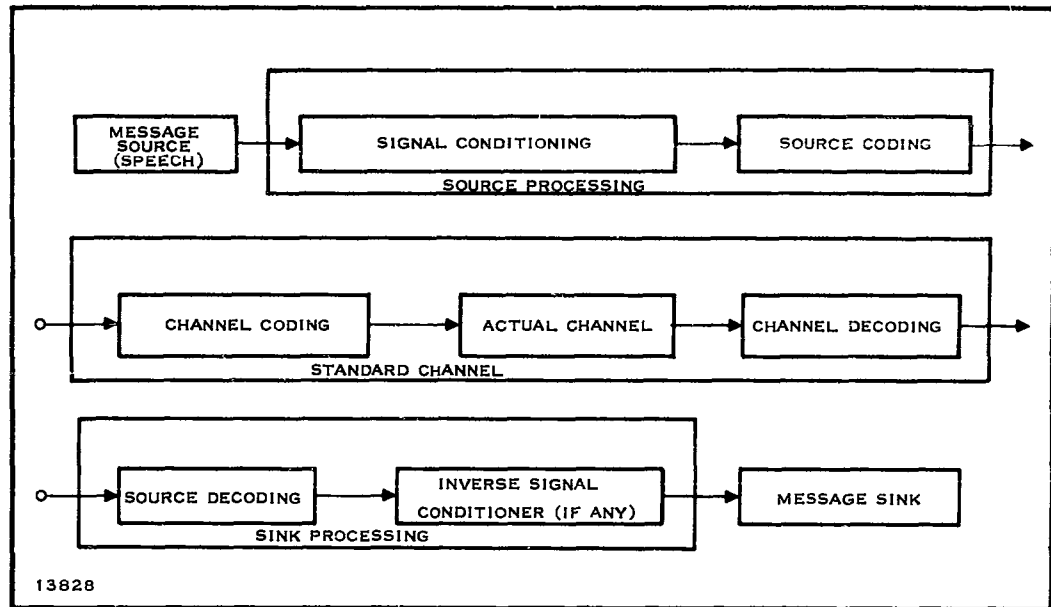 MESSAGE
SOURCE
(SPEECH)
SIGNAL CONDITIONING
SOURCE CODING
SOURCE PROCESSING
CHANNEL CODING
ACTUAL CHANNEL
CHANNEL DECODING
STANDARD CHANNEL
SOURCE DECODING
INVERSE SIGNAL
CONDITIONER (IF ANY)
MESSAGE SINK
SINK PROCESSING
13828